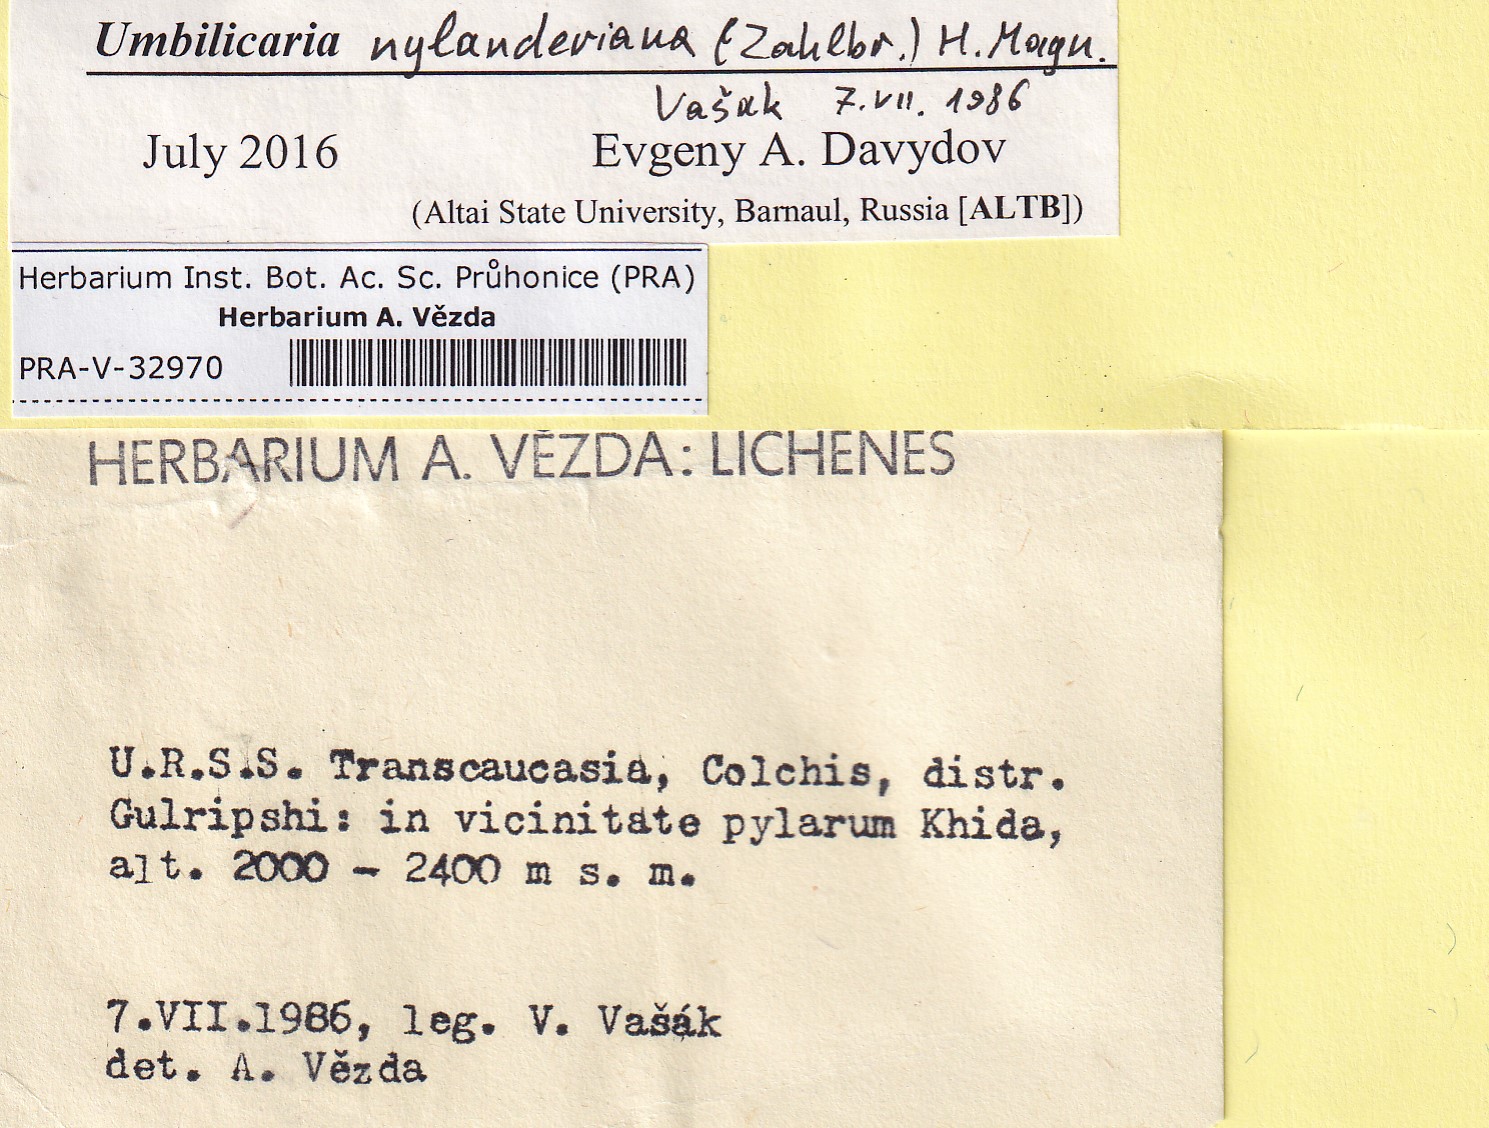 Umbilicaria nylanderiana (Zahlbr.) H. Magn.
Vašak 7.VII. 1986
July 2016 Evgeny A. Davydov
(Altai State University, Barnaul, Russia [ALTB])
Herbarium Inst. Bot. Ac. Sc. Průhonice (PRA)
Herbarium A. Vězda
PRA-V-32970
HERBARIUM A. VĚZDA: LICHENES
U.R.S.S. Transcaucasia, Colchis, distr.
Gulripshi: in vicinitate pylarum Khida,
alt. 2000 - 2400 m s. m.
7.VII.1986, leg. V. Vašák
det. A. Vězda